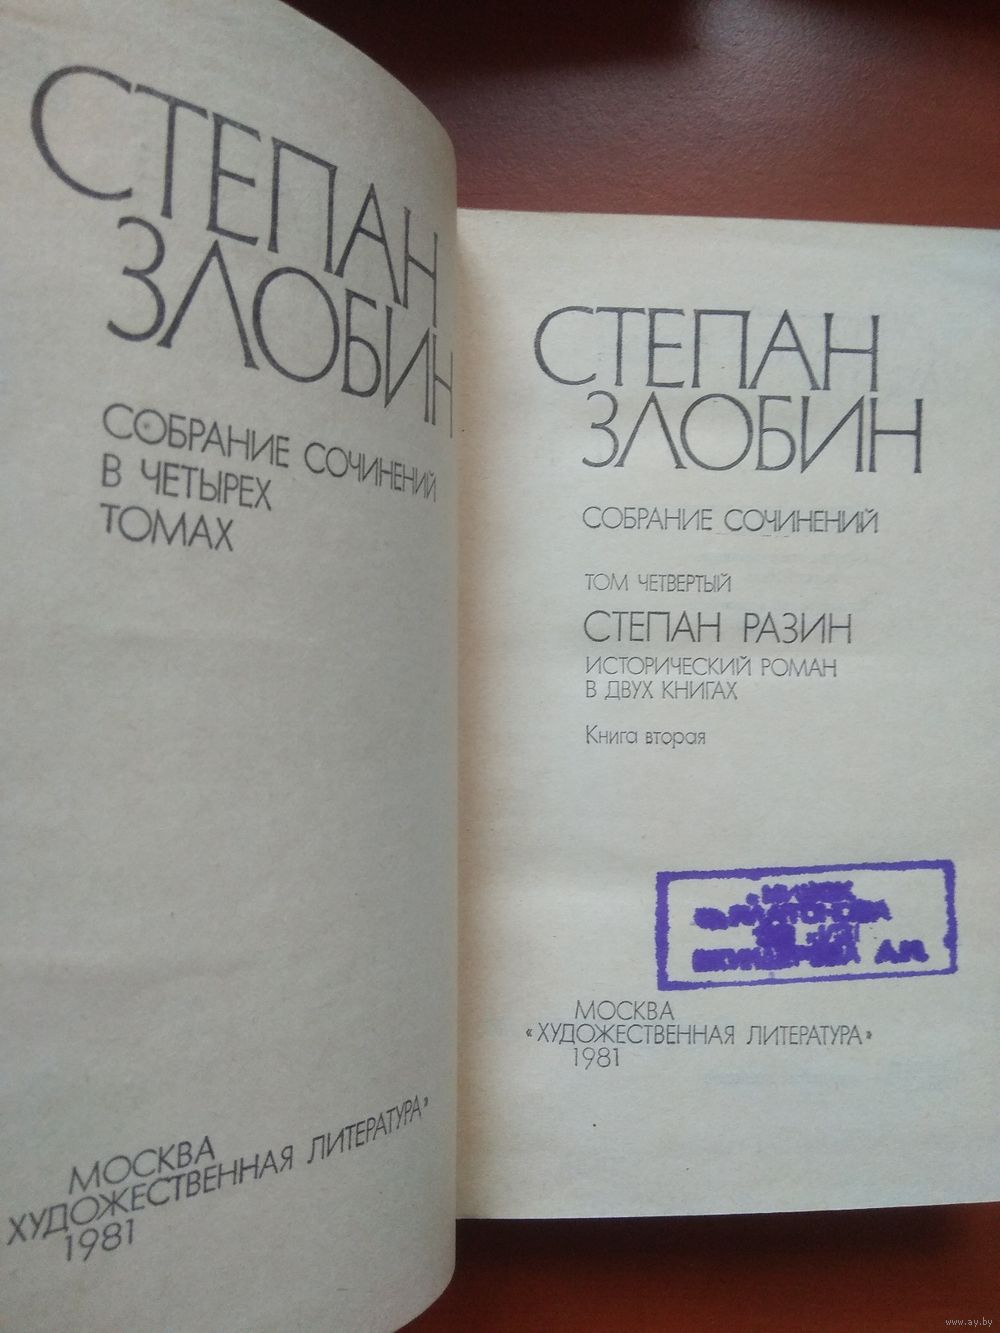 СТЕПАН
ЗЛОБИН
СОБРАНИЕ СОЧИНЕНИЙ
В ЧЕТЫРЕХ
ТОМАХ
МОСКВА
ХУДОЖЕСТВЕННАЯ ЛИТЕРАТУРА»
1981
СТЕПАН
ЗЛОБИН
СОБРАНИЕ СОЧИНЕНИЙ
ТОМ ЧЕТВЕРТЫЙ
СТЕПАН РАЗИН
ИСТОРИЧЕСКИЙ РОМАН
В ДВУХ КНИГАХ
Книга вторая
А.И.
МОСКВА
«ХУДОЖЕСТВЕННАЯ ЛИТЕРАТУРА»
1981
www.ay.by